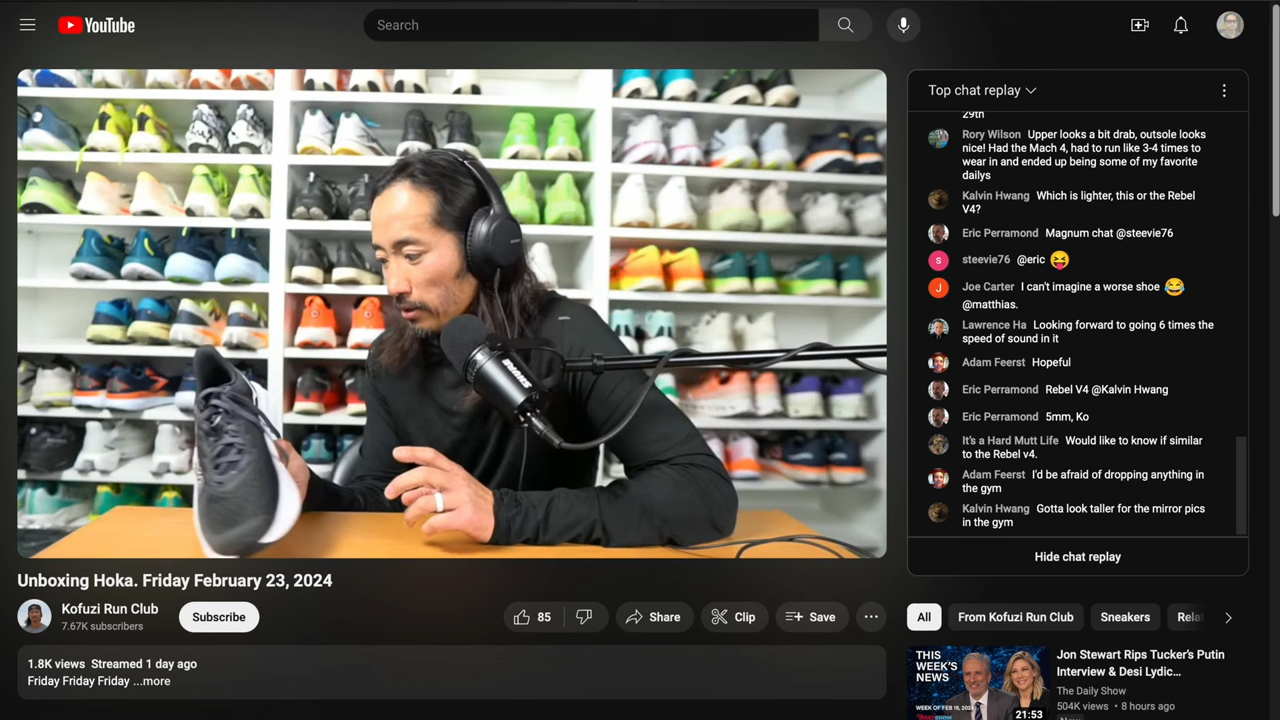 YouTube
Search
Top chat replay
29th
Rory Wilson Upper looks a bit drab, outsole looks
nice! Had the Mach 4, had to run like 3-4 times to
wear in and ended up being some of my favorite
dailys
Kalvin Hwang Which is lighter, this or the Rebel
V4?
Eric Perramond Magnum chat @steevie76
s
steevie76 @eric 😝
J
Joe Carter I can't imagine a worse shoe 😂
@matthias.
Lawrence Ha Looking forward to going 6 times the
speed of sound in it
Adam Feerst Hopeful
Eric Perramond Rebel V4 @Kalvin Hwang
Eric Perramond 5mm, Ko
It's a Hard Mutt Life Would like to know if similar
to the Rebel v4.
Adam Feerst I'd be afraid of dropping anything in
the gym
Kalvin Hwang Gotta look taller for the mirror pics
in the gym
Hide chat replay
SHURE
Unboxing Hoka. Friday February 23, 2024
Kofuzi Run Club
7.67K subscribers
Subscribe
85
Share
Clip
Save
1.8K views Streamed 1 day ago
Friday Friday Friday ...more
All
From Kofuzi Run Club
Sneakers
Rela
THIS
WEEK'S
NEWS
WEEK OF FEB 19, 2024
21:53
Jon Stewart Rips Tucker's Putin
Interview & Desi Lydic...
The Daily Show
504K views • 8 hours ago